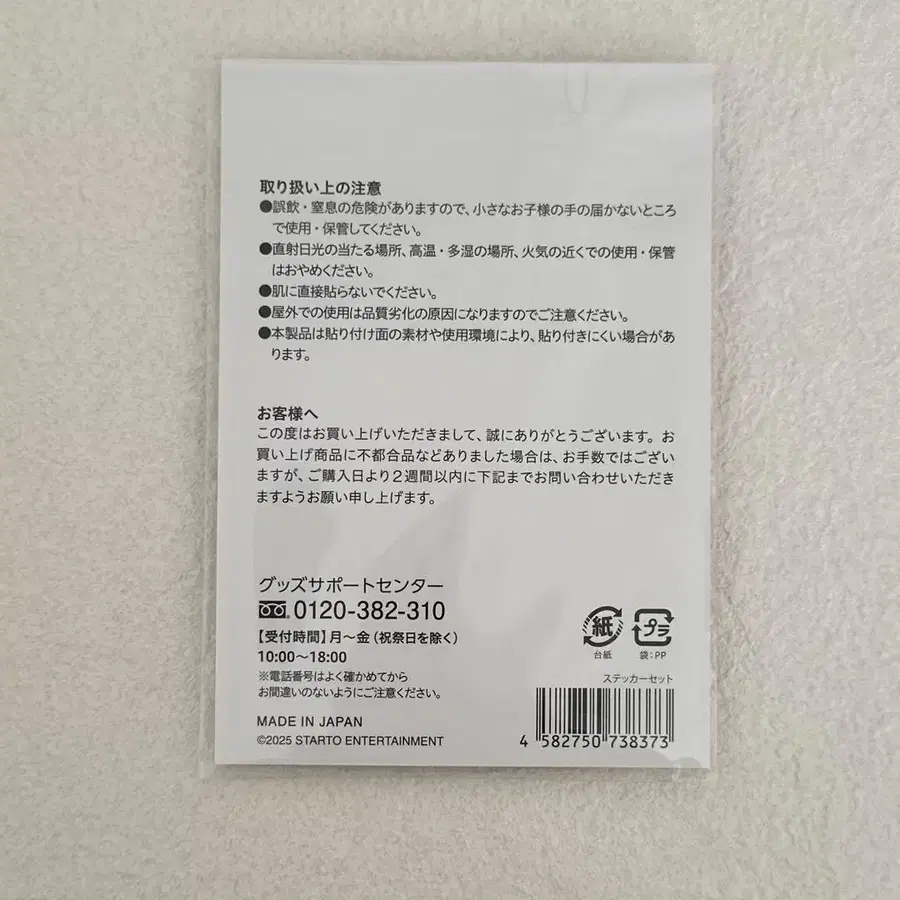 取り扱い上の注意
●誤飲・窒息の危険がありますので、小さなお子様の手の届かないところ
で使用・保管してください。
●直射日光の当たる場所、高温・多湿の場所、火気の近くでの使用・保管
はおやめください。
●肌に直接貼らないでください。
●屋外での使用は品質劣化の原因になりますのでご注意ください。
●本製品は貼り付け面の素材や使用環境により、貼り付きにくい場合があ
ります。
お客様へ
この度はお買い上げいただきまして、誠にありがとうございます。お
買い上げ商品に不都合品などありました場合は、お手数ではござい
ますが、ご購入日より2週間以内に下記までお問い合わせいただき
ますようお願い申し上げます。
グッズサポートセンター
0120-382-310
【受付時間】月〜金（祝祭日を除く）
10:00〜18:00
※電話番号はよく確かめてから
お間違いのないようにご注意ください。
MADE IN JAPAN
©2025 STARTO ENTERTAINMENT
紙
台紙
プラ
袋:PP
ステッカーセット
4 582750 738373